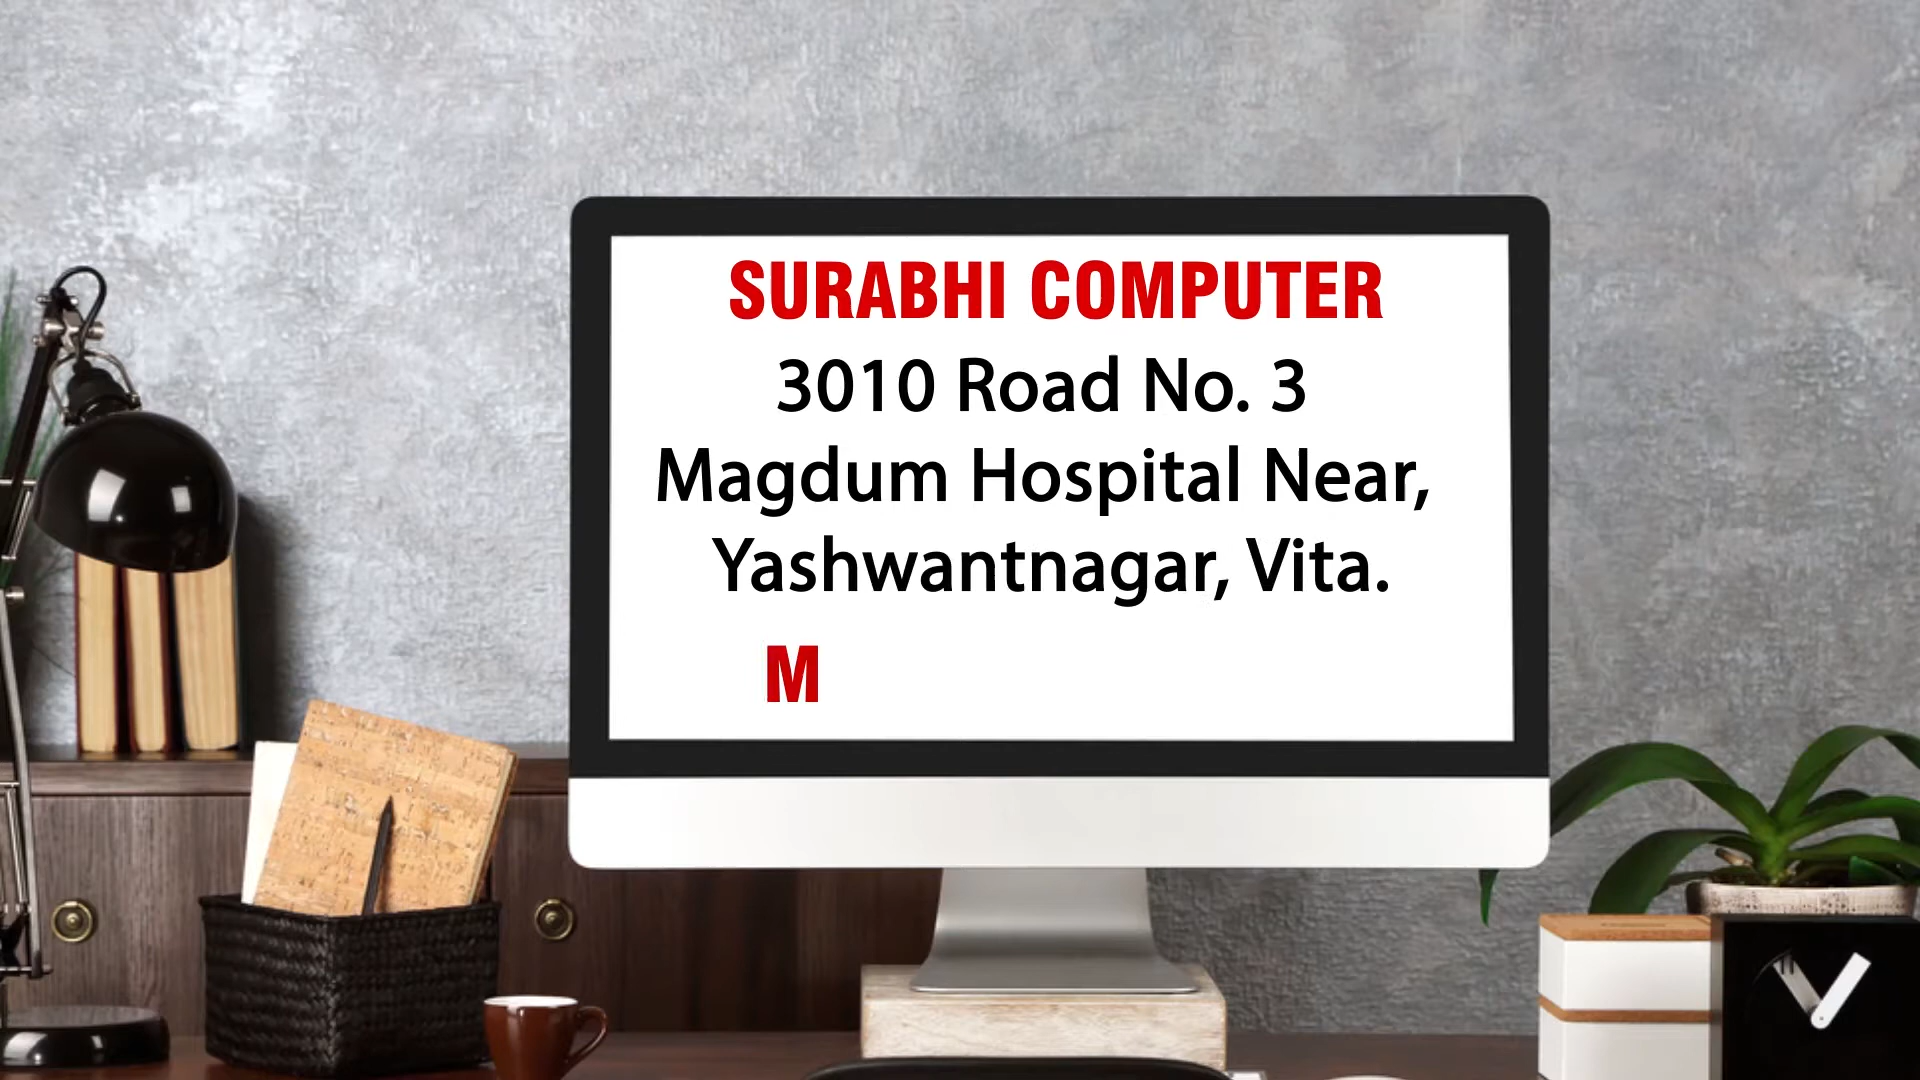 SURABHI COMPUTER
3010 Road No. 3
Magdum Hospital Near,
Yashwantnagar, Vita.
M